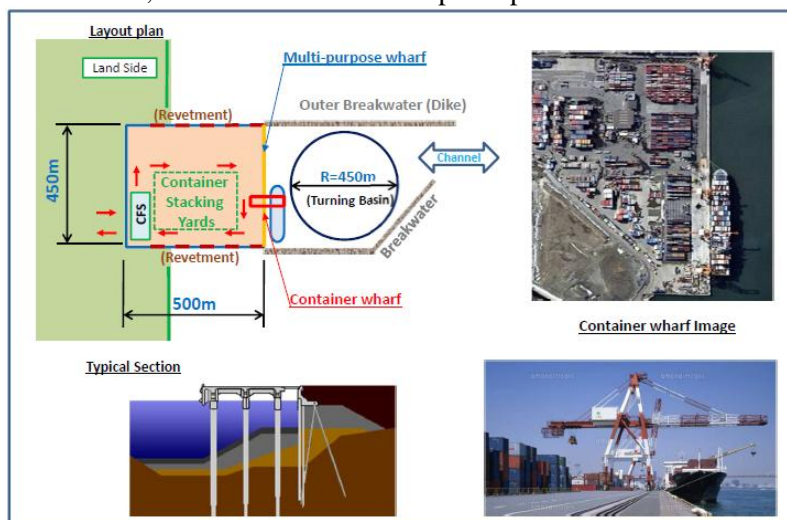 Layout plan
Land Side
Multi-purpose wharf
(Revetment)
Outer Breakwater (Dike)
450m
CFS
Container
Stacking
Yards
R=450m
(Turning Basin)
Channel
(Revetment)
Breakwater
500m
Container wharf
Container wharf Image
Typical Section